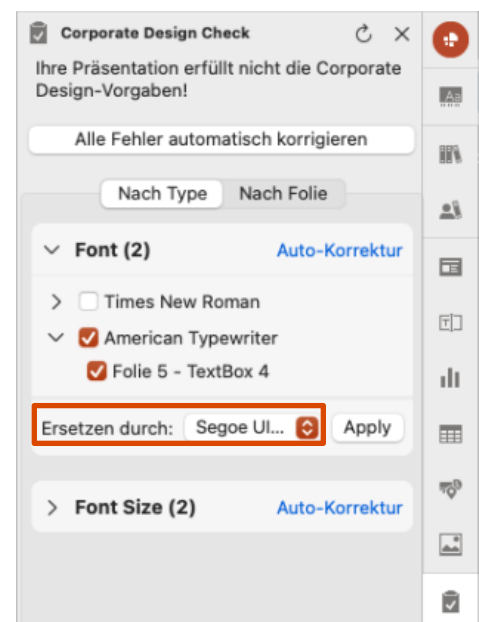 Corporate Design Check
Ihre Präsentation erfüllt nicht die Corporate
Design-Vorgaben!
Alle Fehler automatisch korrigieren
Nach Type Nach Folie
Font (2) Auto-Korrektur
Times New Roman
American Typewriter
Folie 5 - TextBox 4
Ersetzen durch: Segoe UI... Apply
Font Size (2) Auto-Korrektur